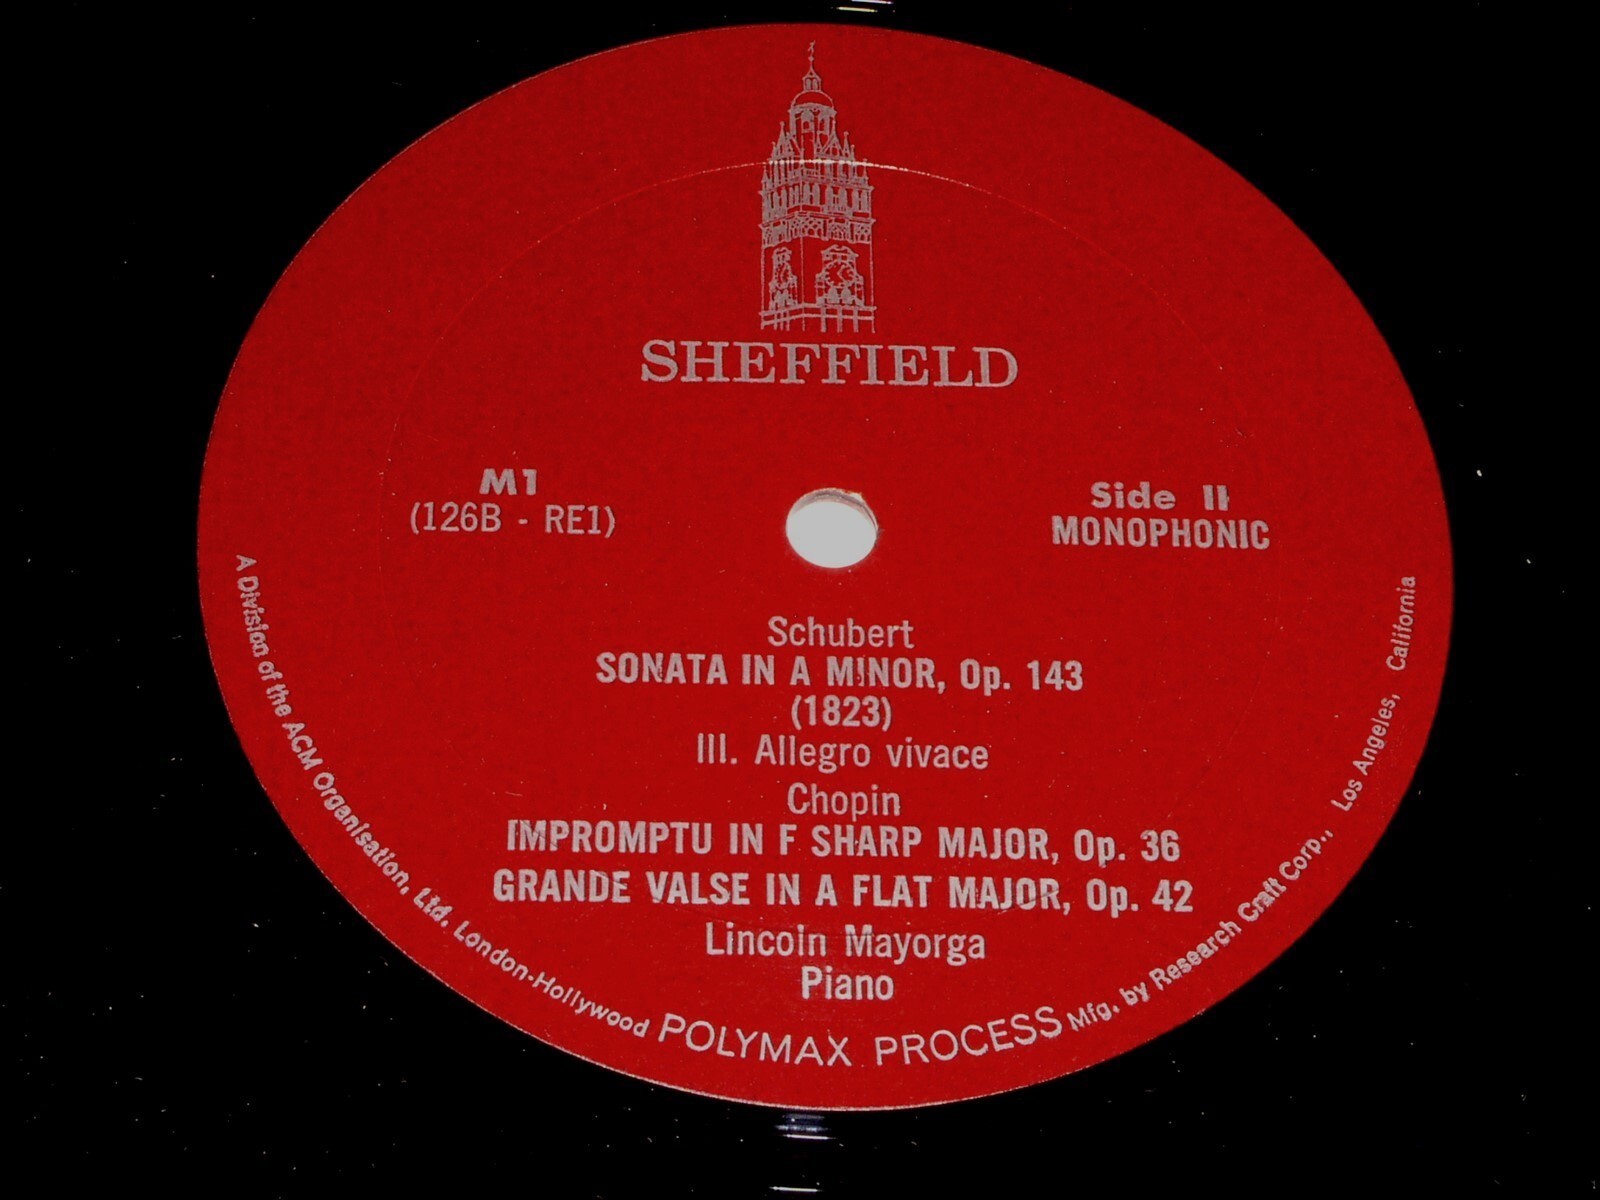 SHEFFIELD
M1
(126B - RE1)
Side II
MONOPHONIC
Schubert
SONATA IN A MINOR, Op. 143
(1823)
III. Allegro vivace
Chopin
IMPROMPTU IN F SHARP MAJOR, Op. 36
GRANDE VALSE IN A FLAT MAJOR, Op. 42
Lincoln Mayorga
Piano
A Division of the ACM Organisation, Ltd. London-Hollywood POLYMAX PROCESS Mfg. by Research Craft Corp., Los Angeles, California